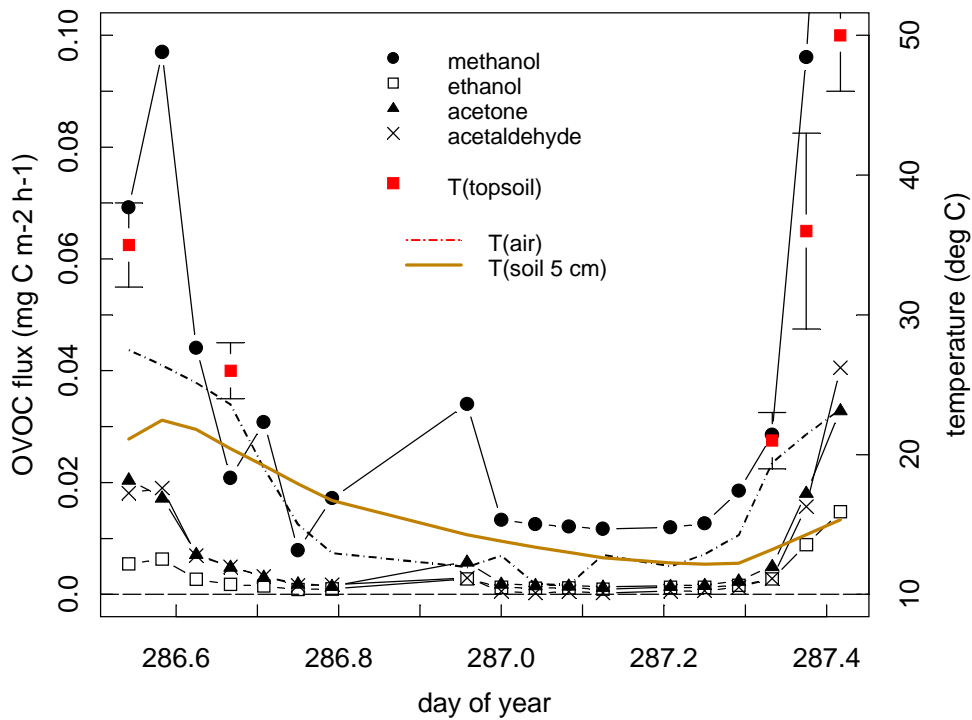 0.10
0.08
0.06
0.04
0.02
0.0
OVOC flux (mg C m-2 h-1)
methanol
ethanol
acetone
acetaldehyde
T(topsoil)
T(air)
T(soil 5 cm)
50
40
30
20
10
temperature (deg C)
286.6
286.8
287.0
287.2
287.4
day of year